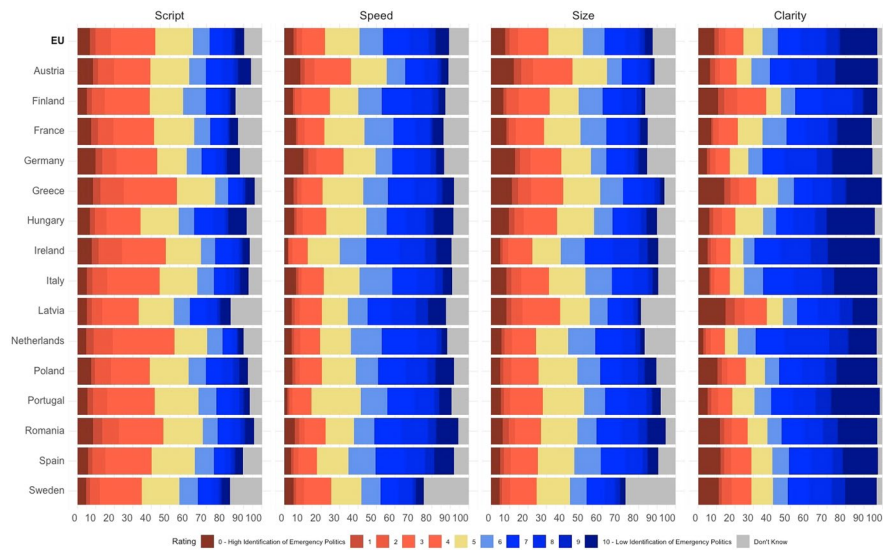 Script Speed Size Clarity
EU
Austria
Finland
France
Germany
Greece
Hungary
Ireland
Italy
Latvia
Netherlands
Poland
Portugal
Romania
Spain
Sweden
0 10 20 30 40 50 60 70 80 90 100 0 10 20 30 40 50 60 70 80 90 100 0 10 20 30 40 50 60 70 80 90 100 0 10 20 30 40 50 60 70 80 90 100
Rating 0 - High Identification of Emergency Politics 1 2 3 4 5 6 7 8 9 10 - Low Identification of Emergency Politics Don't Know